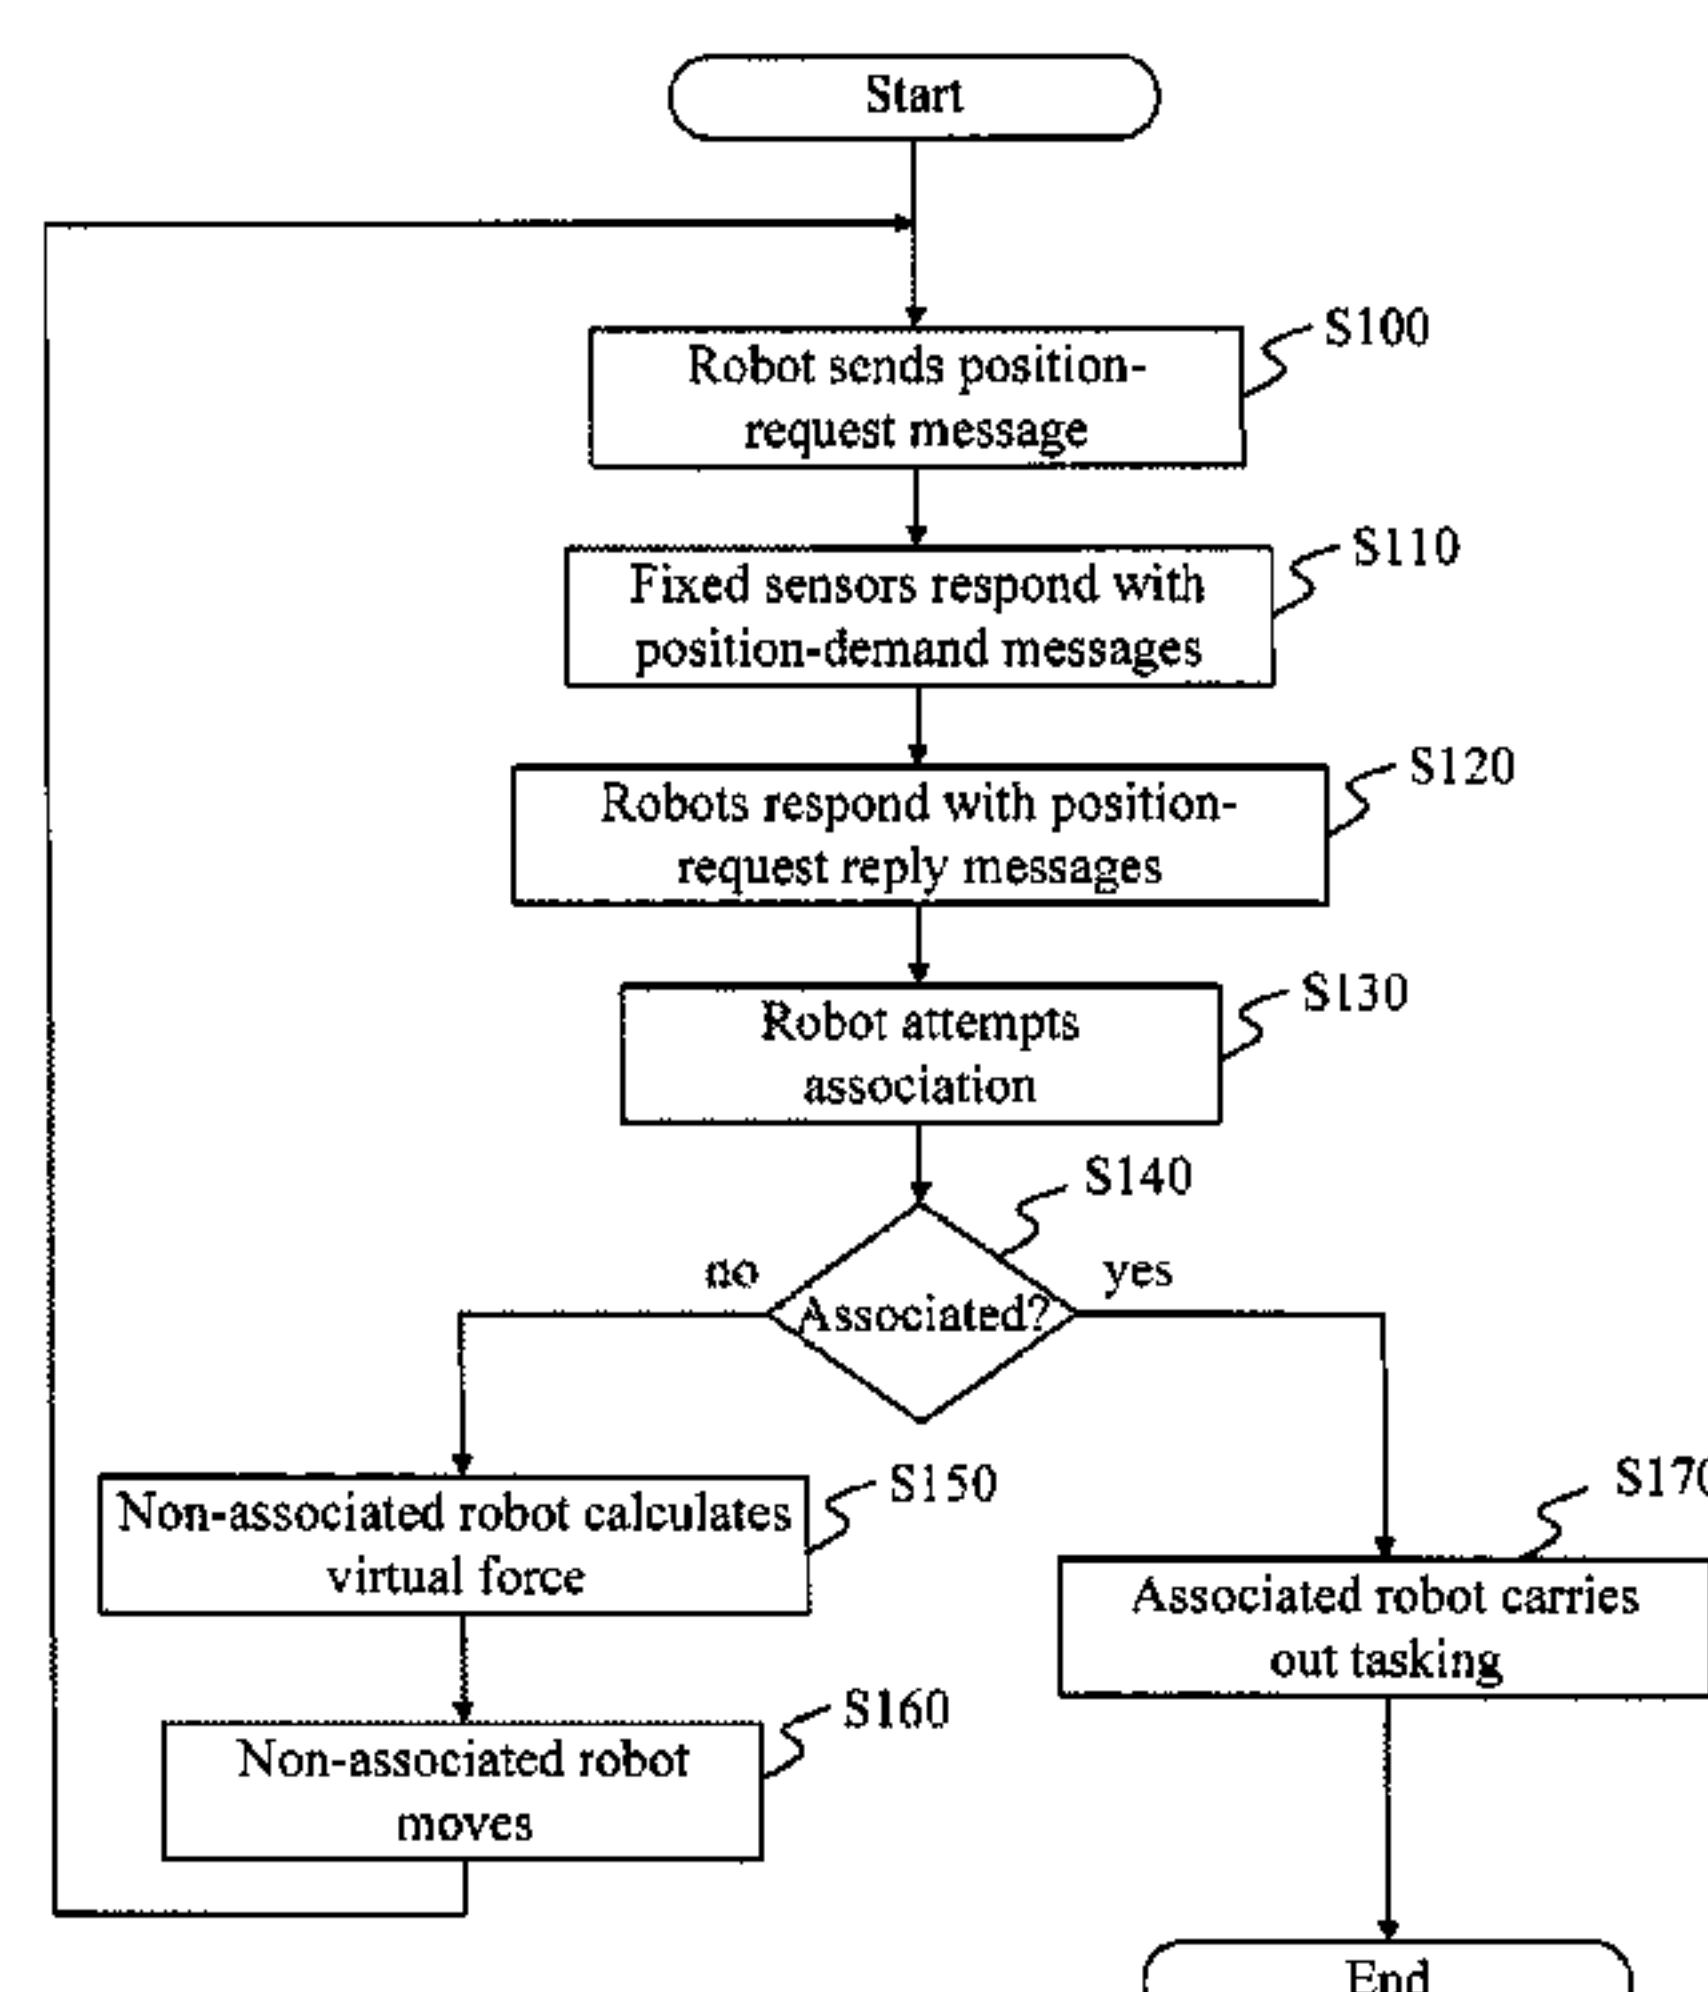 Start
S100
Robot sends position-
request message
S110
Fixed sensors respond with
position-demand messages
S120
Robots respond with position-
request reply messages
S130
Robot attempts
association
S140
no
yes
Associated?
S150
Non-associated robot calculates
virtual force
S170
Associated robot carries
out tasking
S160
Non-associated robot
moves
End